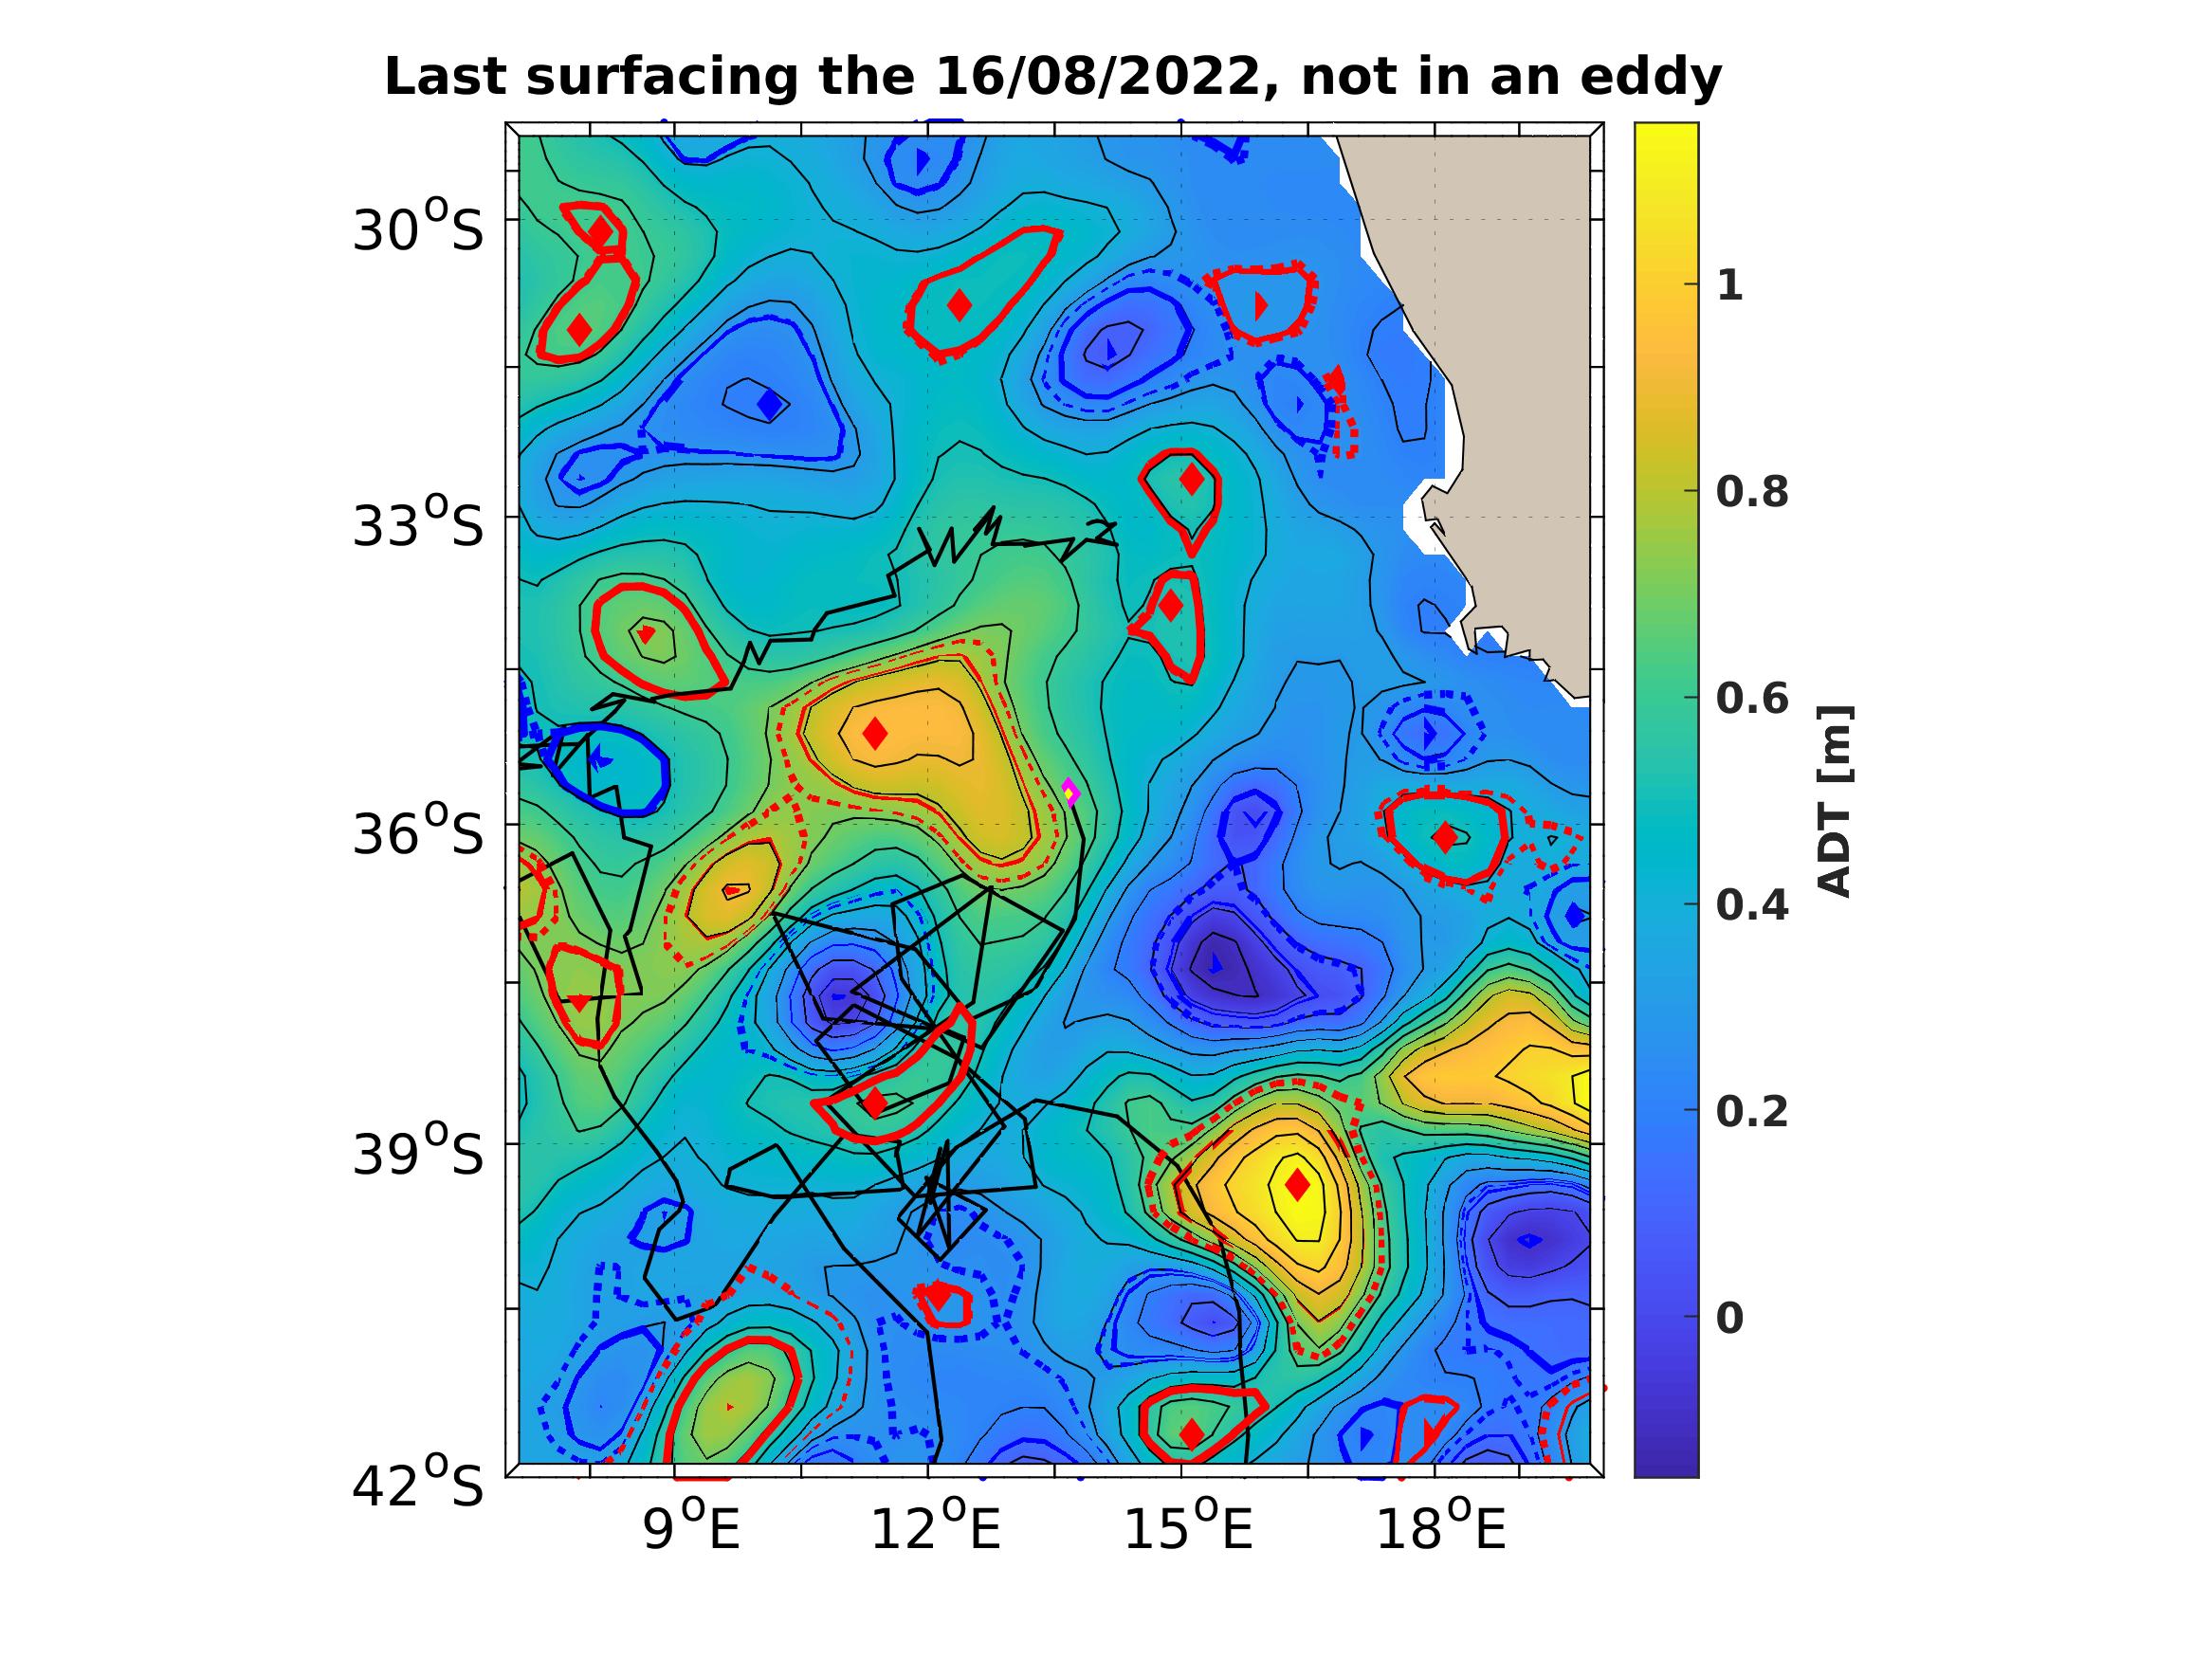 Last surfacing the 16/08/2022, not in an eddy
30°S
33°S
36°S
39°S
42°S
9°E
12°E
15°E
18°E
1
0.8
0.6
0.4
0.2
0
ADT [m]